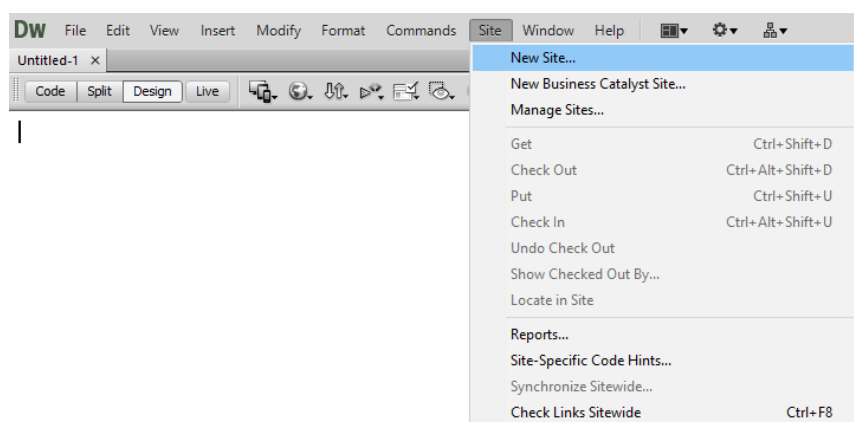 DW File Edit View Insert Modify Format Commands Site Window Help
Untitled-1 ×
Code Split Design Live
New Site...
New Business Catalyst Site...
Manage Sites...
Get Ctrl+Shift+D
Check Out Ctrl+Alt+Shift+D
Put Ctrl+Shift+U
Check In Ctrl+Alt+Shift+U
Undo Check Out
Show Checked Out By...
Locate in Site
Reports...
Site-Specific Code Hints...
Synchronize Sitewide...
Check Links Sitewide Ctrl+F8